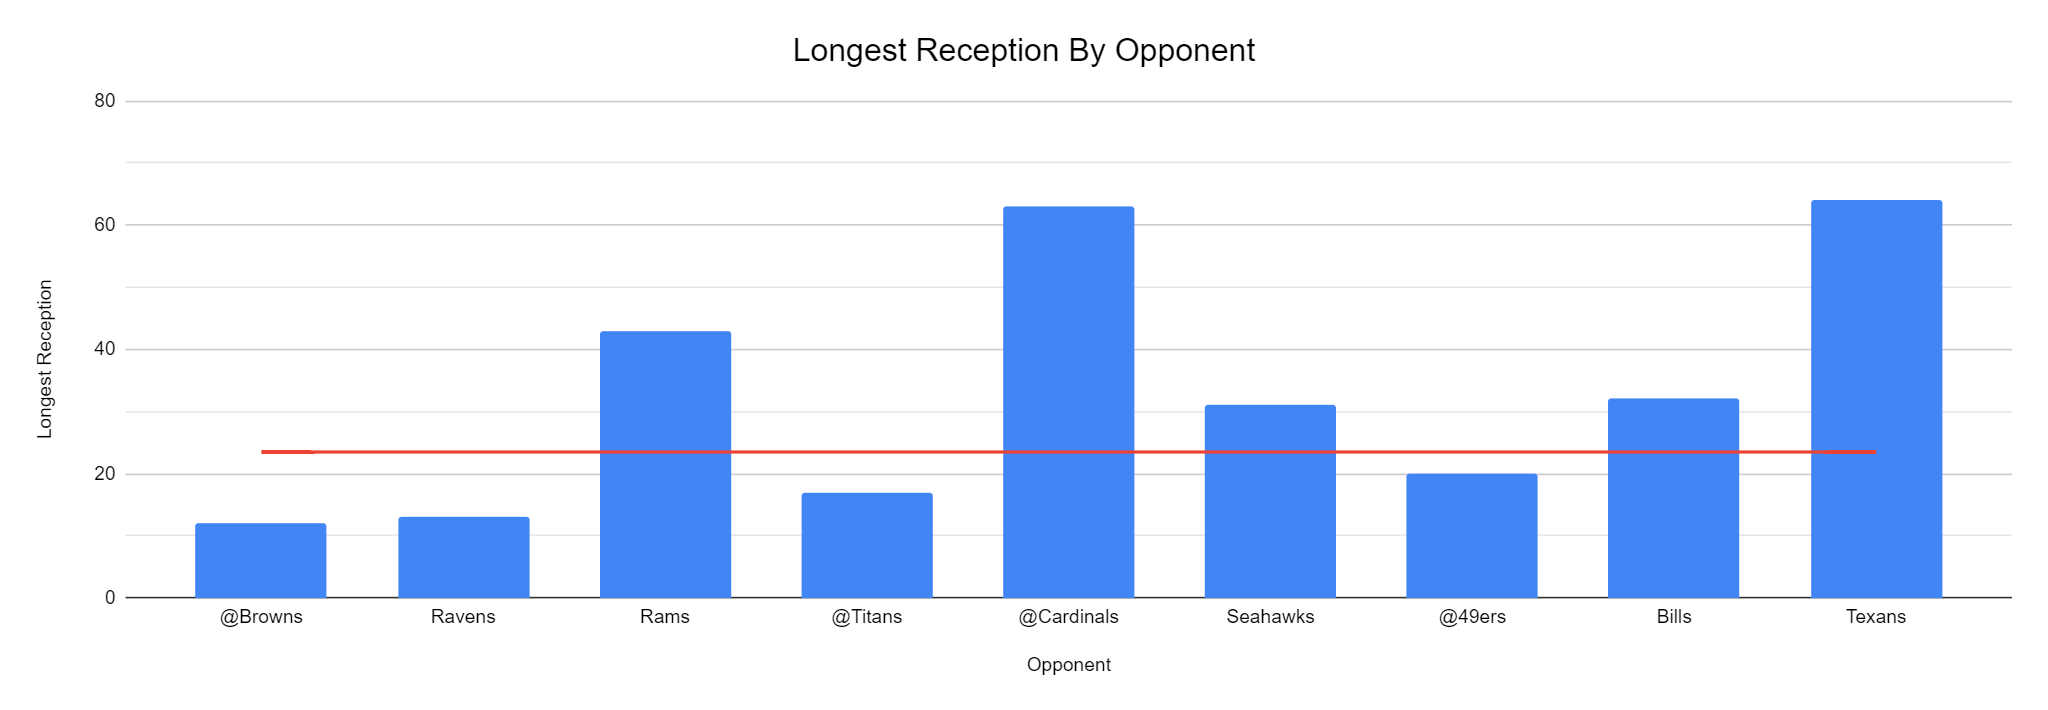 Longest Reception By Opponent
80
60
40
20
0
Longest Reception
@Browns Ravens Rams @Titans @Cardinals Seahawks @49ers Bills Texans
Opponent